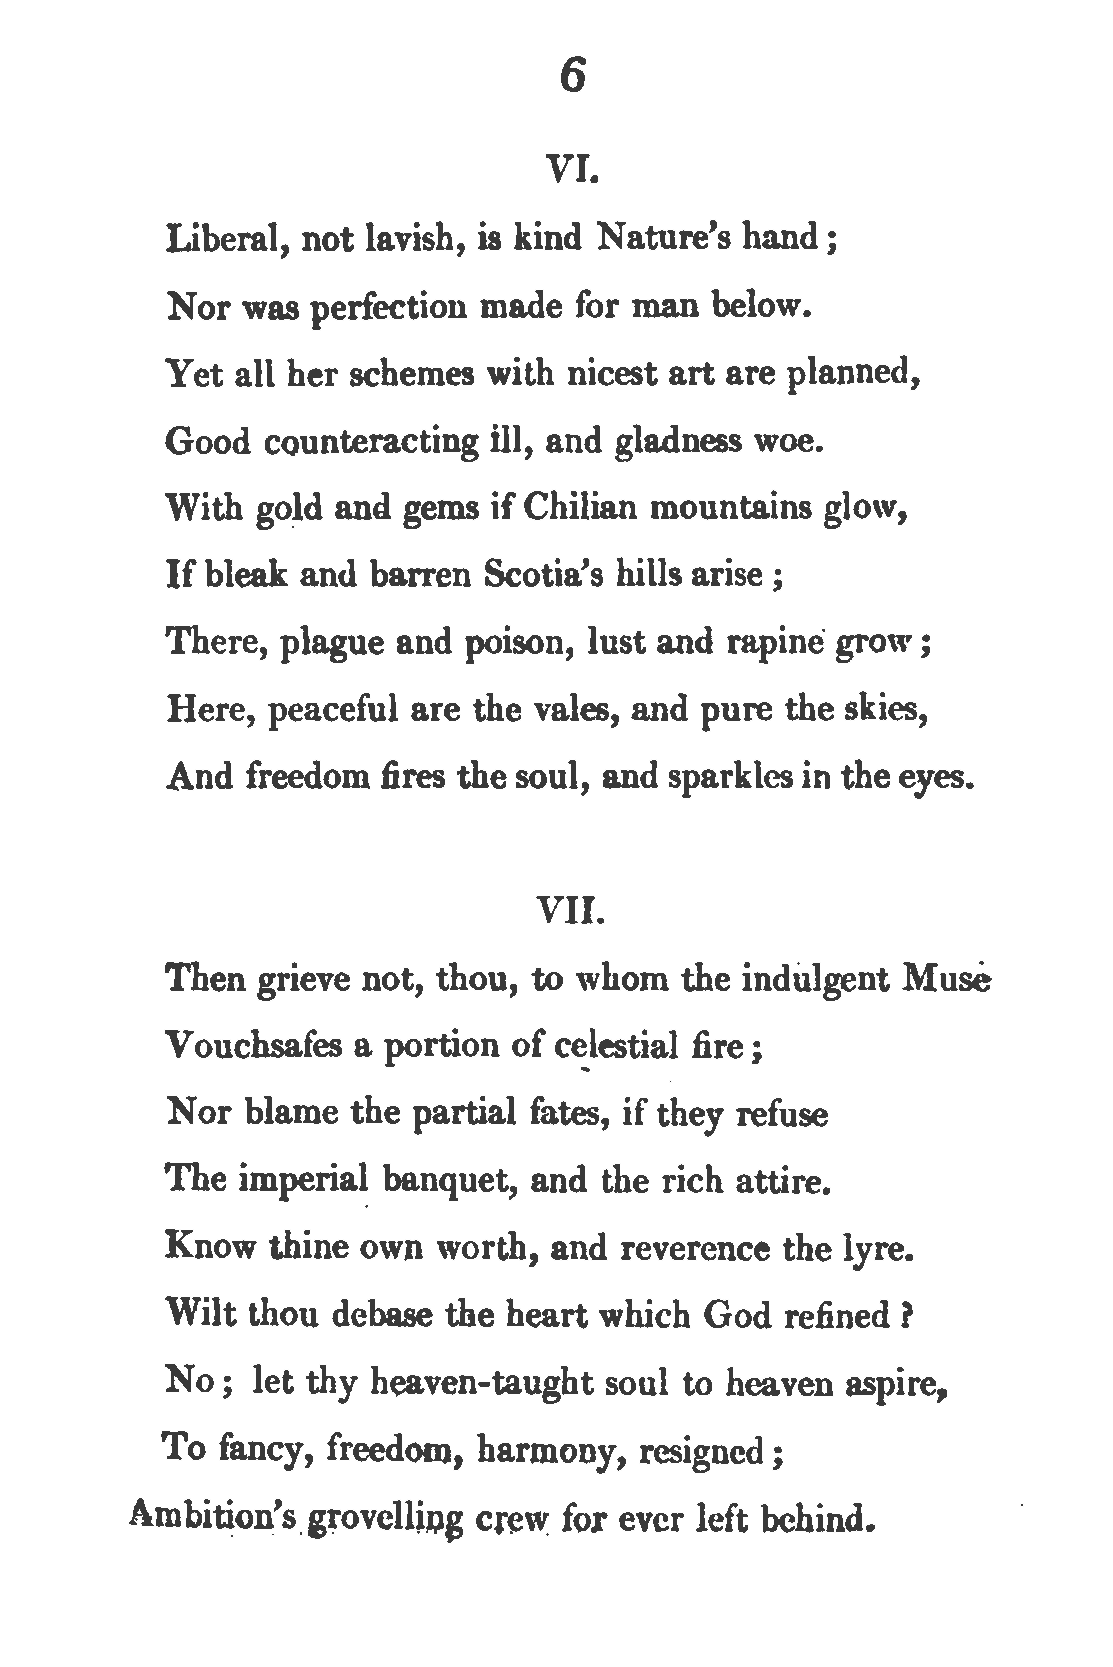 6
VI.
Liberal, not lavish, is kind Nature's hand;
Nor was perfection made for man below.
Yet all her schemes with nicest art are planned,
Good counteracting ill, and gladness woe.
With gold and gems if Chilian mountains glow,
If bleak and barren Scotia's hills arise;
There, plague and poison, lust and rapine grow;
Here, peaceful are the vales, and pure the skies,
And freedom fires the soul, and sparkles in the eyes.
VII.
Then grieve not, thou, to whom the indulgent Muse
Vouchsafes a portion of celestial fire;
Nor blame the partial fates, if they refuse
The imperial banquet, and the rich attire.
Know thine own worth, and reverence the lyre.
Wilt thou debase the heart which God refined?
No; let thy heaven-taught soul to heaven aspire,
To fancy, freedom, harmony, resigned;
Ambition's grovelling crew for ever left behind.